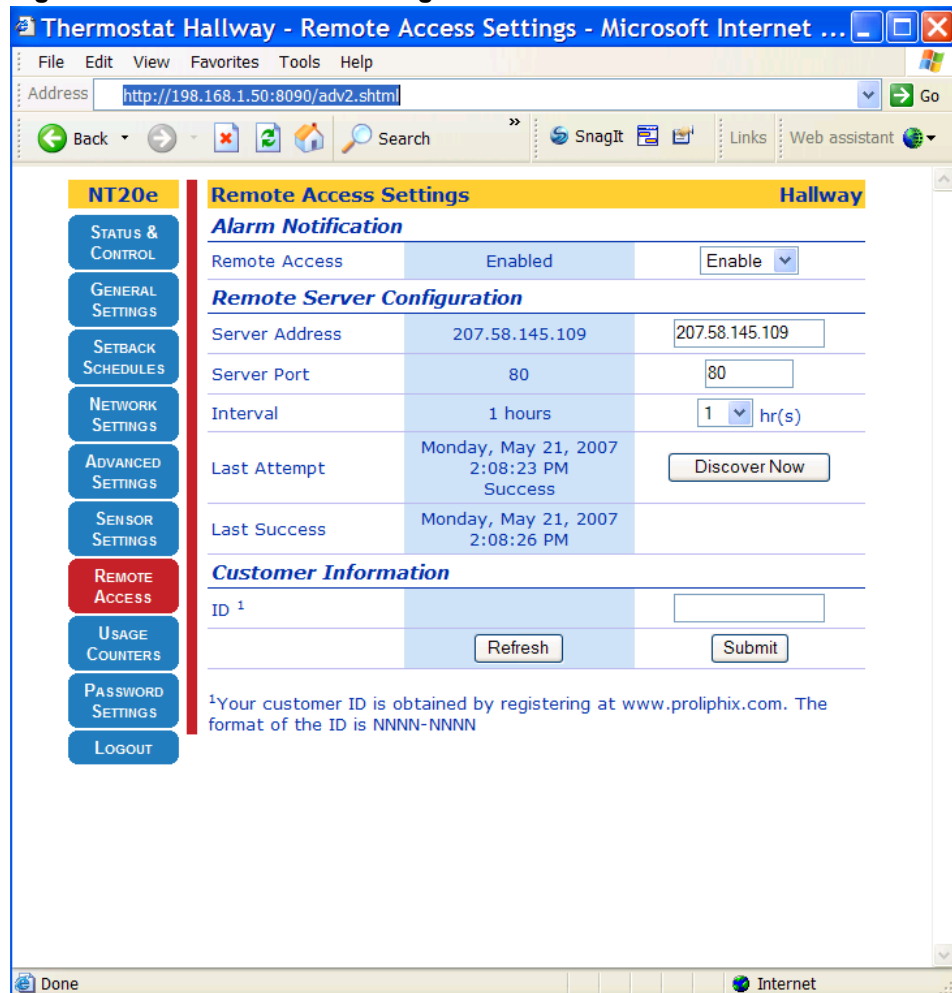 Thermostat Hallway - Remote Access Settings - Microsoft Internet ...
File Edit View Favorites Tools Help
Address http://198.168.1.50:8090/adv2.shtml Go
Back Search » SnagIt Links Web assistant
NT20e
STATUS & CONTROL
GENERAL SETTINGS
SETBACK SCHEDULES
NETWORK SETTINGS
ADVANCED SETTINGS
SENSOR SETTINGS
REMOTE ACCESS
USAGE COUNTERS
PASSWORD SETTINGS
LOGOUT
Remote Access Settings Hallway
Alarm Notification
Remote Access Enabled Enable
Remote Server Configuration
Server Address 207.58.145.109 207.58.145.109
Server Port 80 80
Interval 1 hours 1 hr(s)
Last Attempt Monday, May 21, 2007 2:08:23 PM Success Discover Now
Last Success Monday, May 21, 2007 2:08:26 PM
Customer Information
ID 1
Refresh Submit
1Your customer ID is obtained by registering at www.proliphix.com. The
format of the ID is NNNN-NNNN
Done Internet